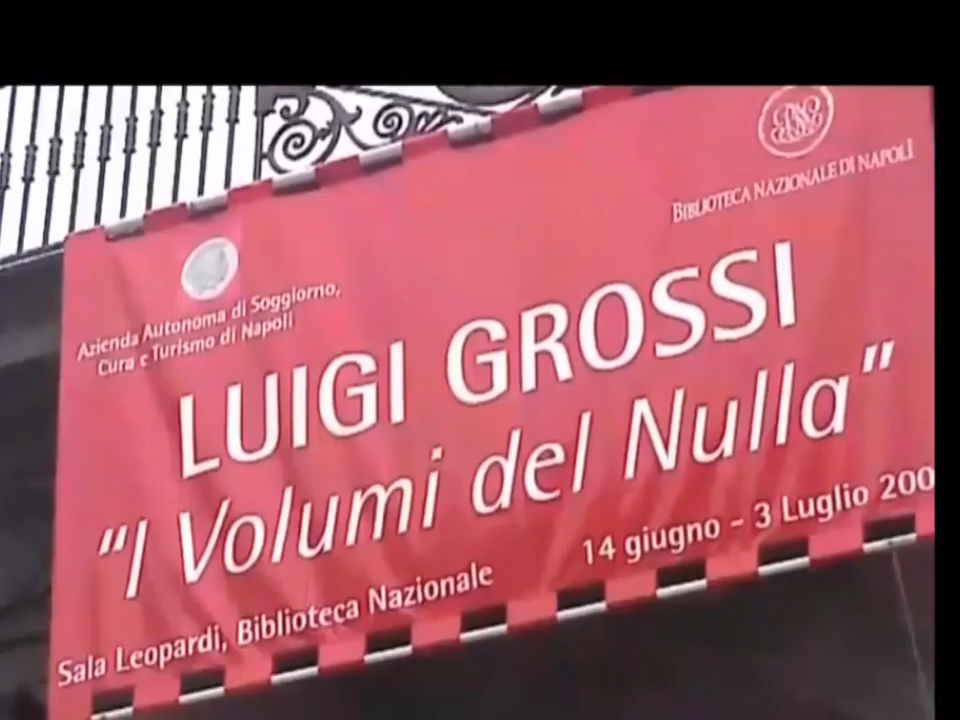 BIBLIOTECA NAZIONALE DI NAPOLI
Azienda Autonoma di Soggiorno,
Cura e Turismo di Napoli
LUIGI GROSSI
"I Volumi del Nulla"
14 giugno - 3 Luglio 200
Sala Leopardi, Biblioteca Nazionale